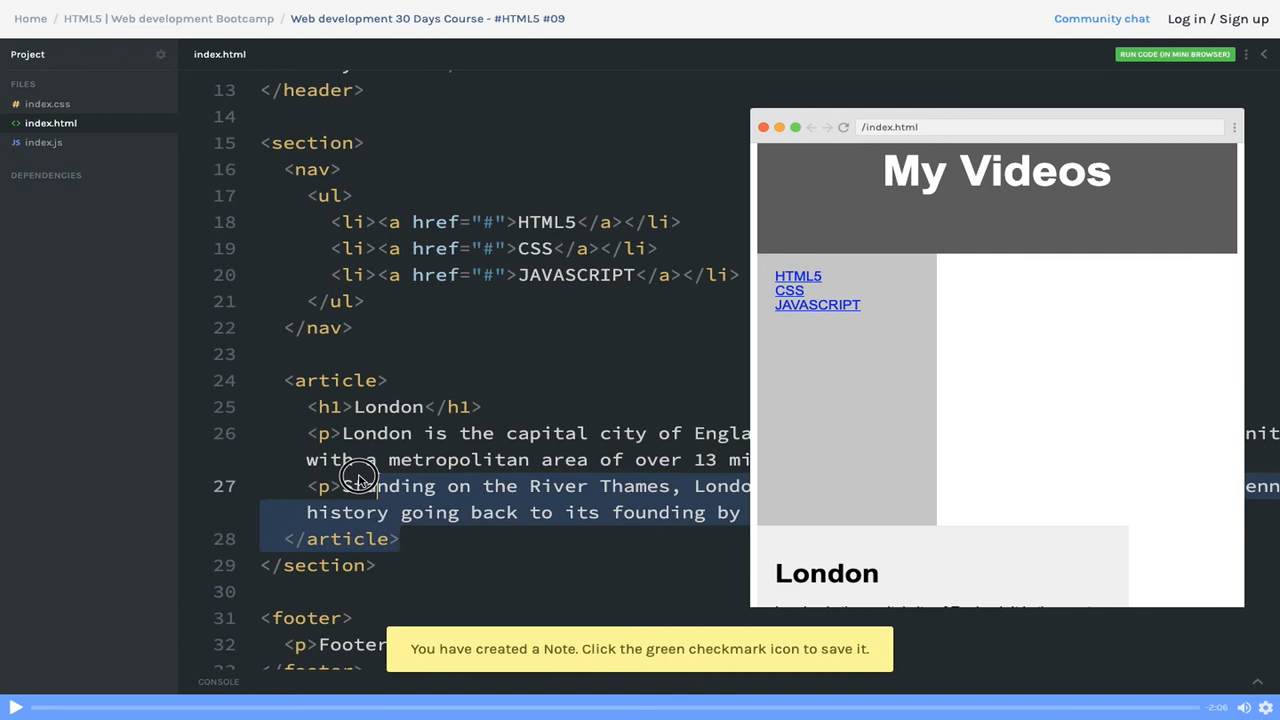 Home / HTML5 | Web development Bootcamp / Web development 30 Days Course - #HTML5 #09
Community chat Log in / Sign up
Project
index.html
RUN CODE (IN MINI BROWSER)
FILES
# index.css
<> index.html
JS index.js
DEPENDENCIES
13 </header>
14
15 <section>
16 <nav>
17 <ul>
18 <li><a href="#">HTML5</a></li>
19 <li><a href="#">CSS</a></li>
20 <li><a href="#">JAVASCRIPT</a></li>
21 </ul>
22 </nav>
23
24 <article>
25 <h1>London</h1>
26 <p>London is the capital city of Engla
with a metropolitan area of over 13 mi
27 <p>Standing on the River Thames, Londo
history going back to its founding by
28 </article>
29 </section>
30
31 <footer>
32 <p>Footer
/index.html
My Videos
HTML5
CSS
JAVASCRIPT
London
You have created a Note. Click the green checkmark icon to save it.
CONSOLE
-2:06